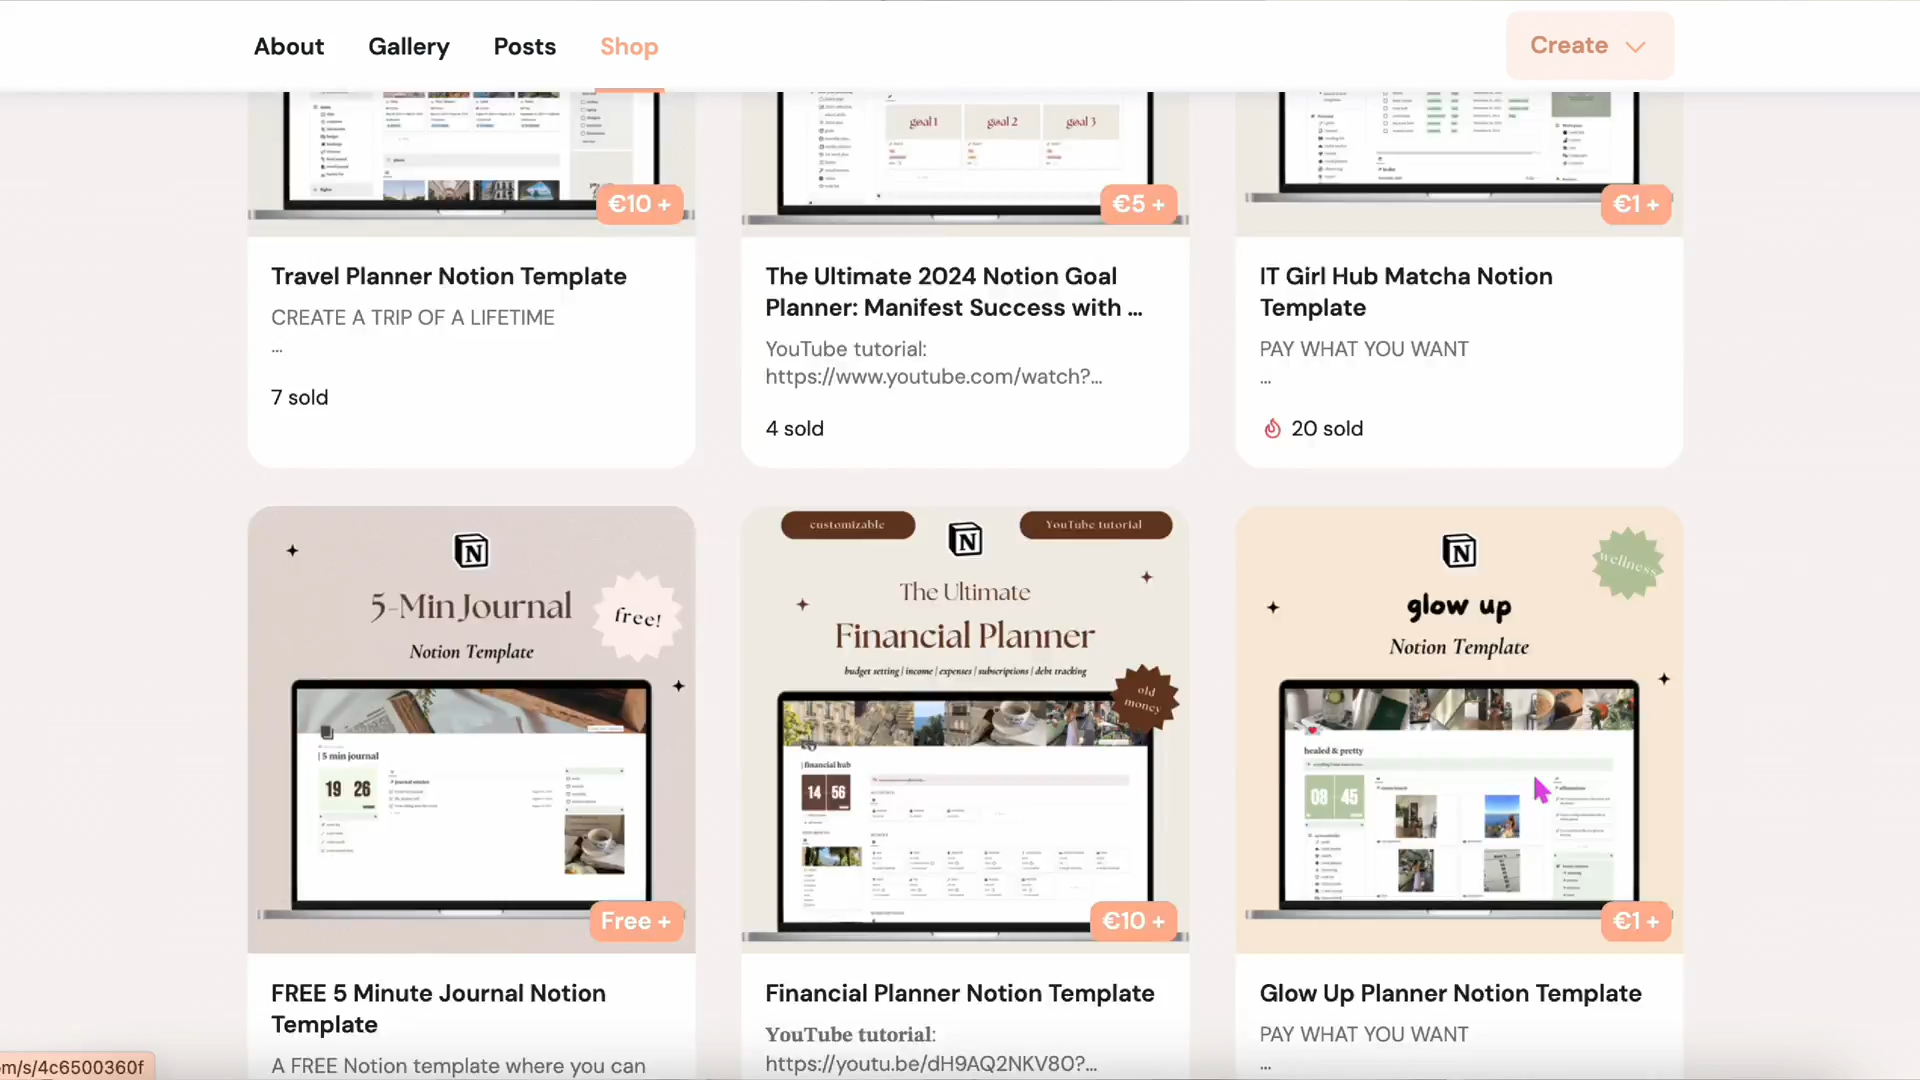 About Gallery Posts Shop
Create
goal 1 goal 2 goal 3
€10 +
€5 +
€1 +
Travel Planner Notion Template
CREATE A TRIP OF A LIFETIME
...
7 sold
The Ultimate 2024 Notion Goal
Planner: Manifest Success with ...
YouTube tutorial:
https://www.youtube.com/watch?...
4 sold
IT Girl Hub Matcha Notion
Template
PAY WHAT YOU WANT
...
20 sold
N
5-Min Journal
free!
Notion Template
5 min journal
19 26
Free +
customizable
N
YouTube tutorial
The Ultimate
Financial Planner
budget setting | income | expenses | subscriptions | debt tracking
old
money
financial hub
14 56
€10 +
N
wellness
glow up
Notion Template
healed & pretty
08 45
affirmations
€1 +
FREE 5 Minute Journal Notion
Template
A FREE Notion template where you can
Financial Planner Notion Template
YouTube tutorial:
https://youtu.be/dH9AQ2NKV80?...
Glow Up Planner Notion Template
PAY WHAT YOU WANT
...
om/s/4c6500360f